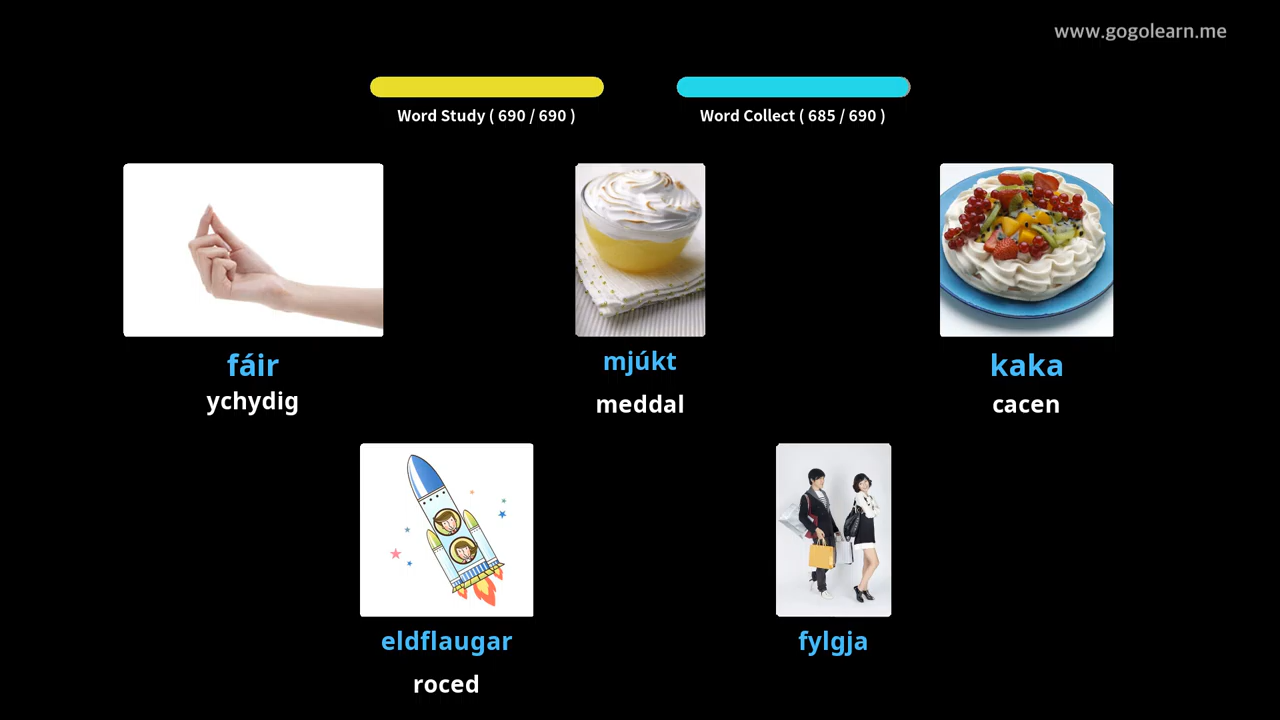 www.gogolearn.me
Word Study ( 690 / 690 )
Word Collect ( 685 / 690 )
fáir
ychydig
mjúkt
meddal
kaka
cacen
eldflaugar
roced
fylgja